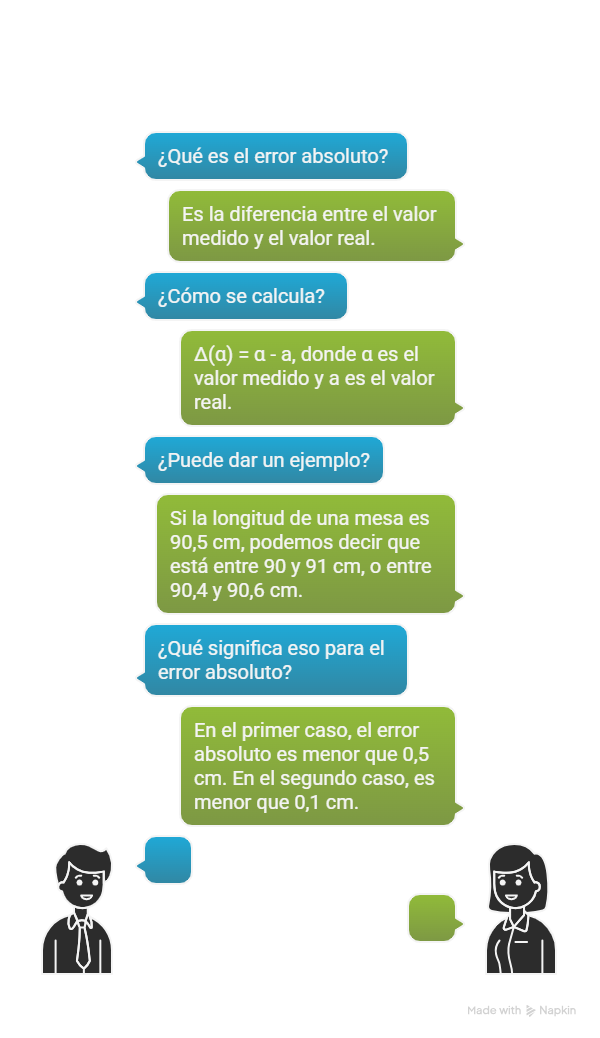 ¿Qué es el error absoluto?
Es la diferencia entre el valor
medido y el valor real.
¿Cómo se calcula?
Δ(ɑ) = ɑ - a, donde ɑ es el
valor medido y a es el valor
real.
¿Puede dar un ejemplo?
Si la longitud de una mesa es
90,5 cm, podemos decir que
está entre 90 y 91 cm, o entre
90,4 y 90,6 cm.
¿Qué significa eso para el
error absoluto?
En el primer caso, el error
absoluto es menor que 0,5
cm. En el segundo caso, es
menor que 0,1 cm.
Made with Napkin